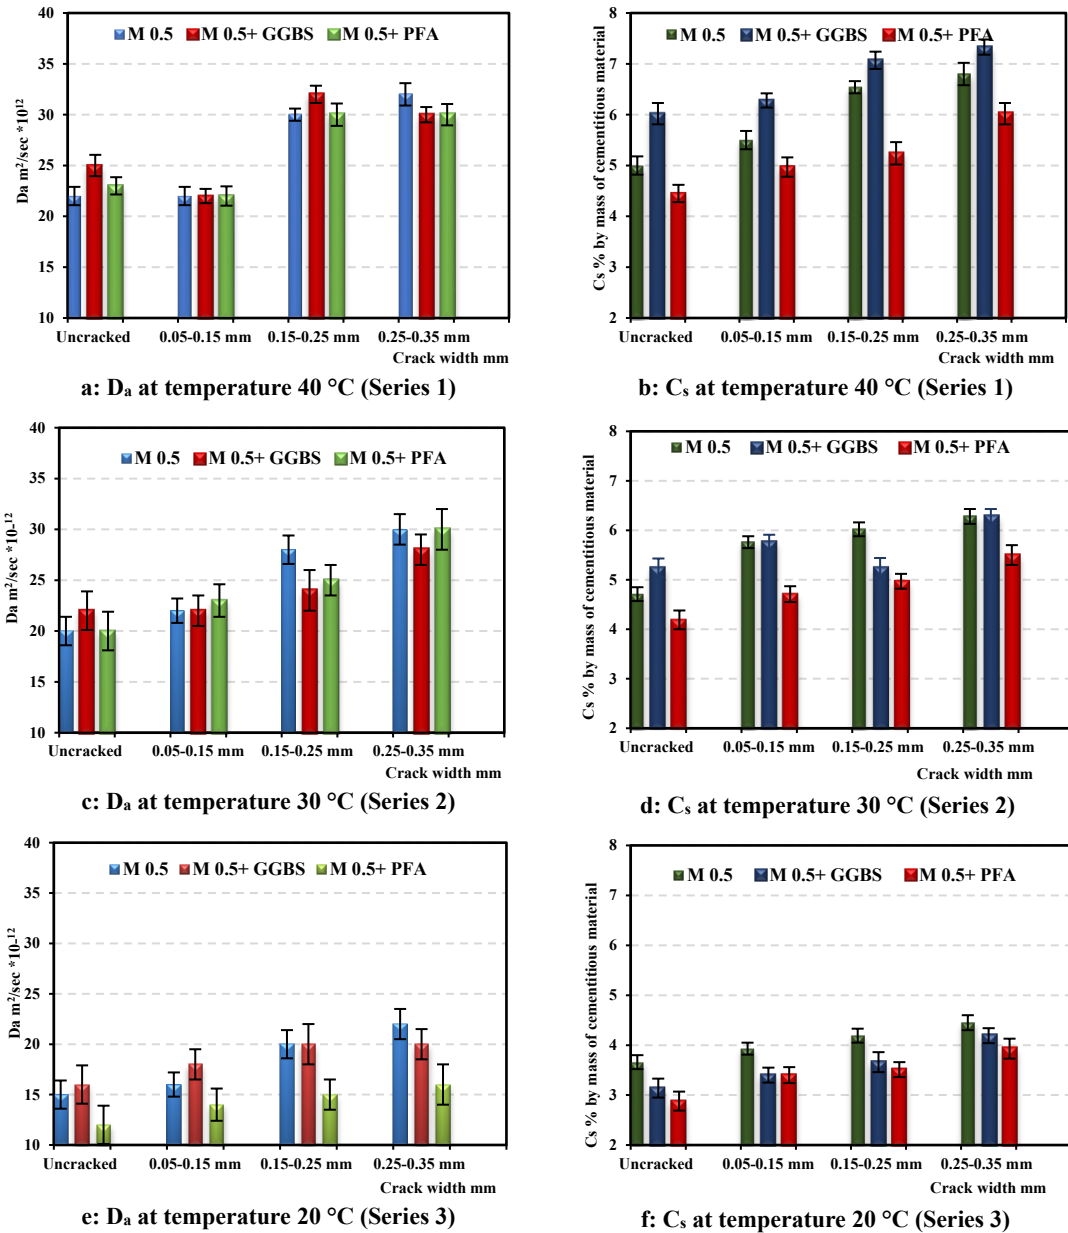 M 0.5 M 0.5+ GGBS M 0.5+ PFA
Da m²/sec *10¹²
40
35
30
25
20
15
10
Uncracked 0.05-0.15 mm 0.15-0.25 mm 0.25-0.35 mm
Crack width mm
a: Dₐ at temperature 40 °C (Series 1)
M 0.5 M 0.5+ GGBS M 0.5+ PFA
Cs % by mass of cementitious material
8
7
6
5
4
3
2
Uncracked 0.05-0.15 mm 0.15-0.25 mm 0.25-0.35 mm
Crack width mm
b: Cₛ at temperature 40 °C (Series 1)
M 0.5 M 0.5+ GGBS M 0.5+ PFA
Da m²/sec *10-¹²
40
35
30
25
20
15
10
Uncracked 0.05-0.15 mm 0.15-0.25 mm 0.25-0.35 mm
Crack width mm
c: Dₐ at temperature 30 °C (Series 2)
M 0.5 M 0.5+ GGBS M 0.5+ PFA
Cs % by mass of cementitious material
8
7
6
5
4
3
2
Uncracked 0.05-0.15 mm 0.15-0.25 mm 0.25-0.35 mm
Crack width mm
d: Cₛ at temperature 30 °C (Series 2)
M 0.5 M 0.5+ GGBS M 0.5+ PFA
Da m²/sec *10-¹²
40
35
30
25
20
15
10
Uncracked 0.05-0.15 mm 0.15-0.25 mm 0.25-0.35 mm
Crack width mm
e: Dₐ at temperature 20 °C (Series 3)
M 0.5 M 0.5+ GGBS M 0.5+ PFA
Cs % by mass of cementitious material
8
7
6
5
4
3
2
Uncracked 0.05-0.15 mm 0.15-0.25 mm 0.25-0.35 mm
Crack width mm
f: Cₛ at temperature 20 °C (Series 3)